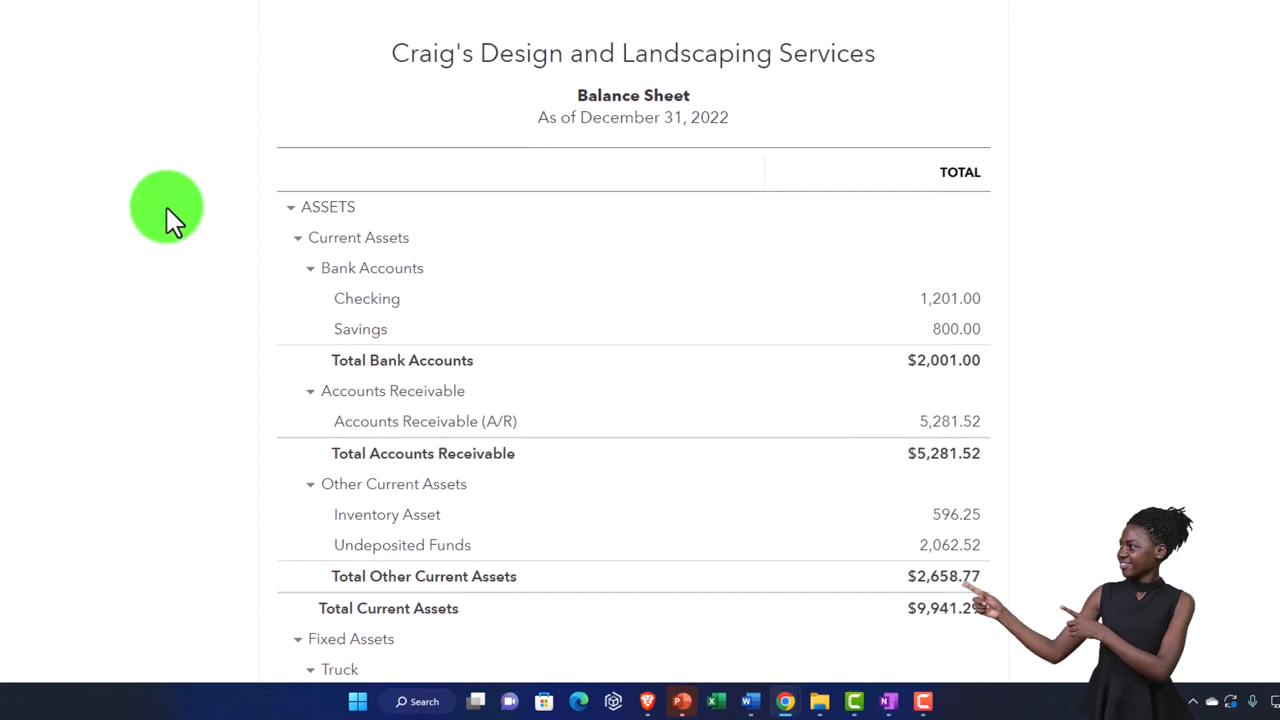 Craig's Design and Landscaping Services
Balance Sheet
As of December 31, 2022
TOTAL
ASSETS
Current Assets
Bank Accounts
Checking 1,201.00
Savings 800.00
Total Bank Accounts $2,001.00
Accounts Receivable
Accounts Receivable (A/R) 5,281.52
Total Accounts Receivable $5,281.52
Other Current Assets
Inventory Asset 596.25
Undeposited Funds 2,062.52
Total Other Current Assets $2,658.77
Total Current Assets $9,941.29
Fixed Assets
Truck
Search